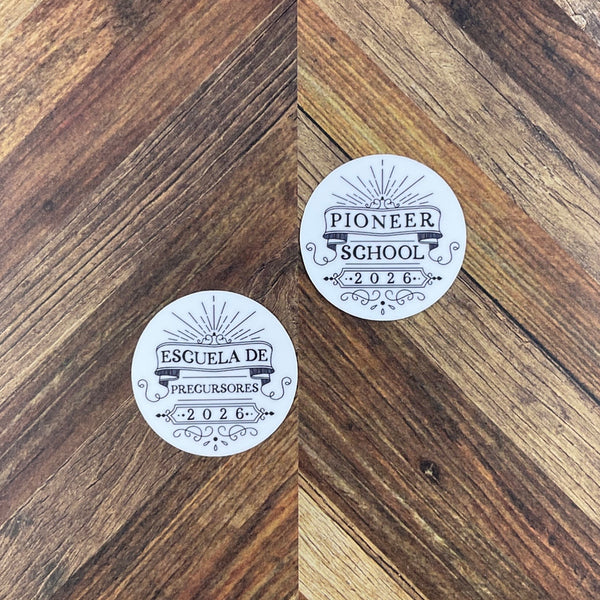 PIONEER
SCHOOL
··2026··
ESCUELA DE
PRECURSORES
··2026··